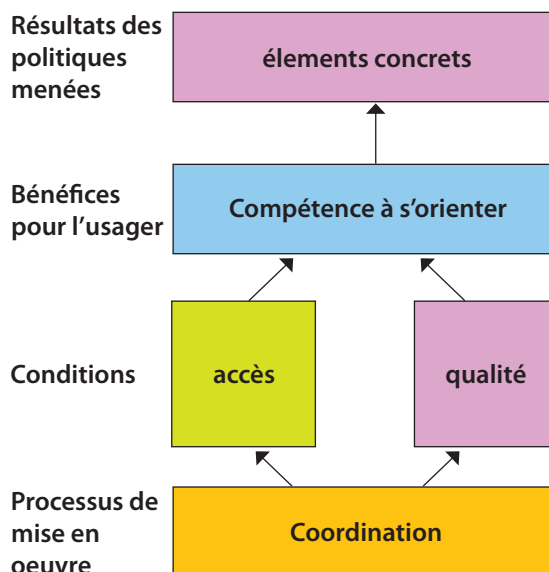 Résultats des
politiques
menées
élements concrets
Bénéfices
pour l'usager
Compétence à s'orienter
Conditions
accès
qualité
Processus de
mise en
oeuvre
Coordination